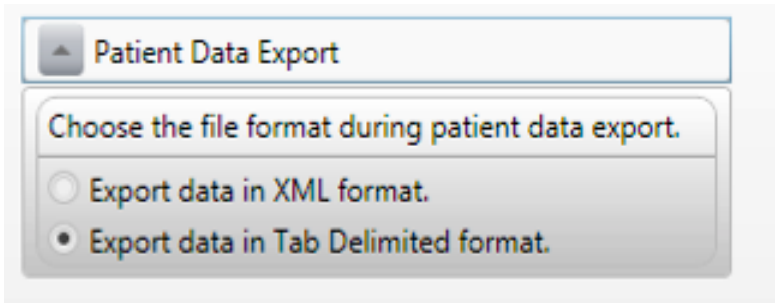 Patient Data Export
Choose the file format during patient data export.
Export data in XML format.
Export data in Tab Delimited format.